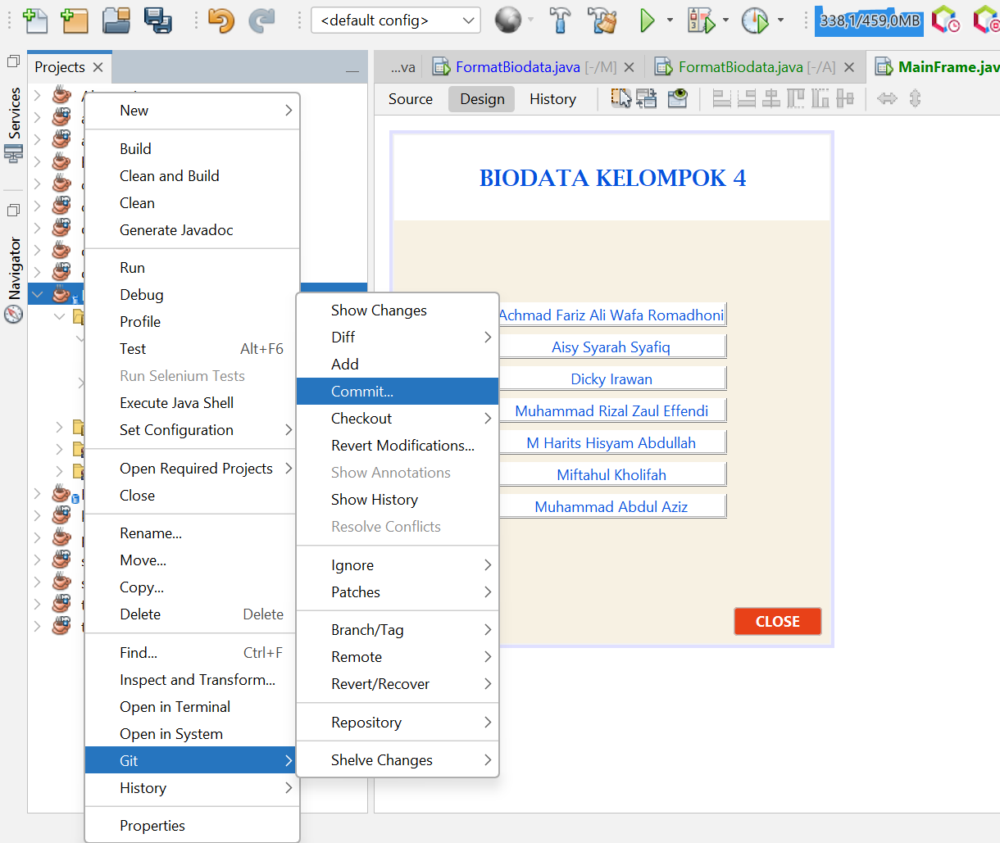 <default config>
338,1/459,0MB
Projects
...va
FormatBiodata.java [-/M]
FormatBiodata.java [-/A]
MainFrame.jav
Source
Design
History
Services
Navigator
New
Build
Clean and Build
Clean
Generate Javadoc
Run
Debug
Profile
Test Alt+F6
Run Selenium Tests
Execute Java Shell
Set Configuration
Open Required Projects
Close
Rename...
Move...
Copy...
Delete Delete
Find... Ctrl+F
Inspect and Transform...
Open in Terminal
Open in System
Git
History
Properties
Show Changes
Diff
Add
Commit...
Checkout
Revert Modifications...
Show Annotations
Show History
Resolve Conflicts
Ignore
Patches
Branch/Tag
Remote
Revert/Recover
Repository
Shelve Changes
BIODATA KELOMPOK 4
Achmad Fariz Ali Wafa Romadhoni
Aisy Syarah Syafiq
Dicky Irawan
Muhammad Rizal Zaul Effendi
M Harits Hisyam Abdullah
Miftahul Kholifah
Muhammad Abdul Aziz
CLOSE